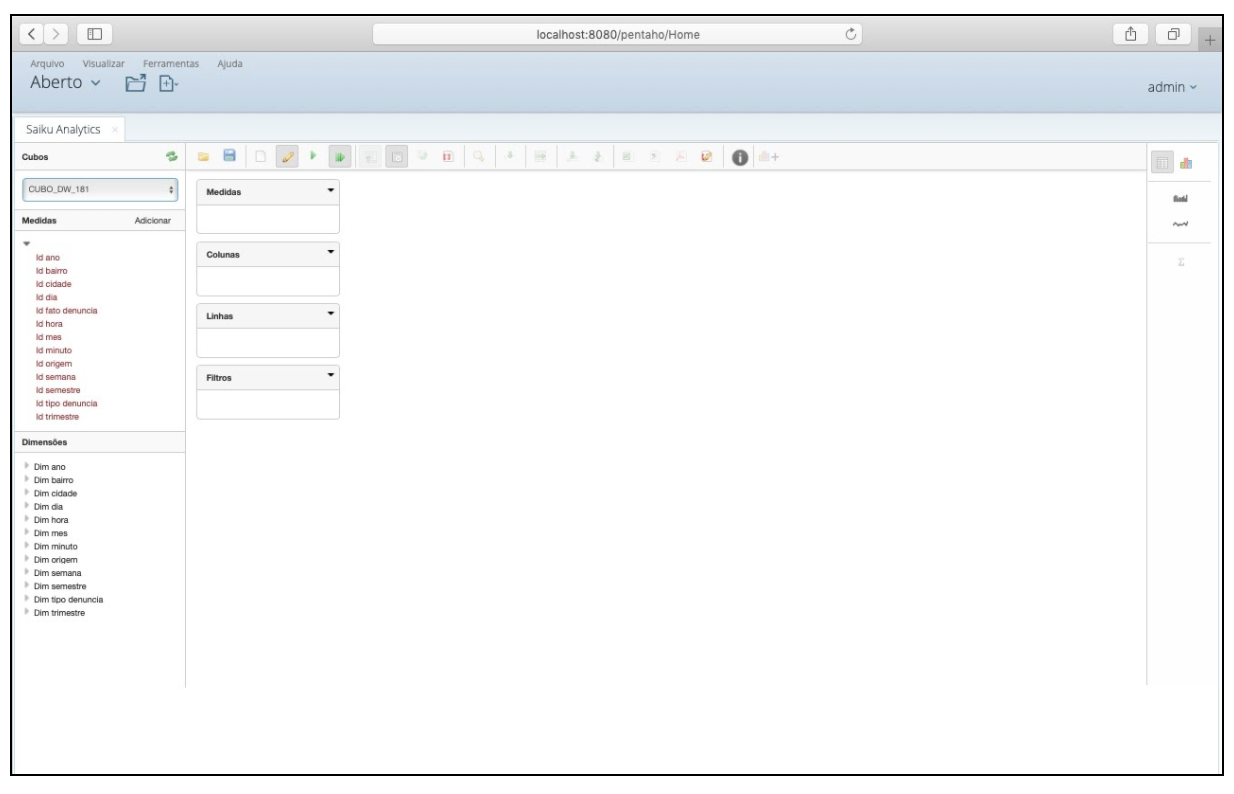 localhost:8080/pentaho/Home
Arquivo Visualizar Ferramentas Ajuda
Aberto
admin
Saiku Analytics
Cubos
CUBO_DW_181
Medidas Adicionar
Id ano
Id bairro
Id cidade
Id dia
Id fato denuncia
Id hora
Id mes
Id minuto
Id origem
Id semana
Id semestre
Id tipo denuncia
Id trimestre
Dimensões
Dim ano
Dim bairro
Dim cidade
Dim dia
Dim hora
Dim mes
Dim minuto
Dim origem
Dim semana
Dim semestre
Dim tipo denuncia
Dim trimestre
Medidas
Colunas
Linhas
Filtros